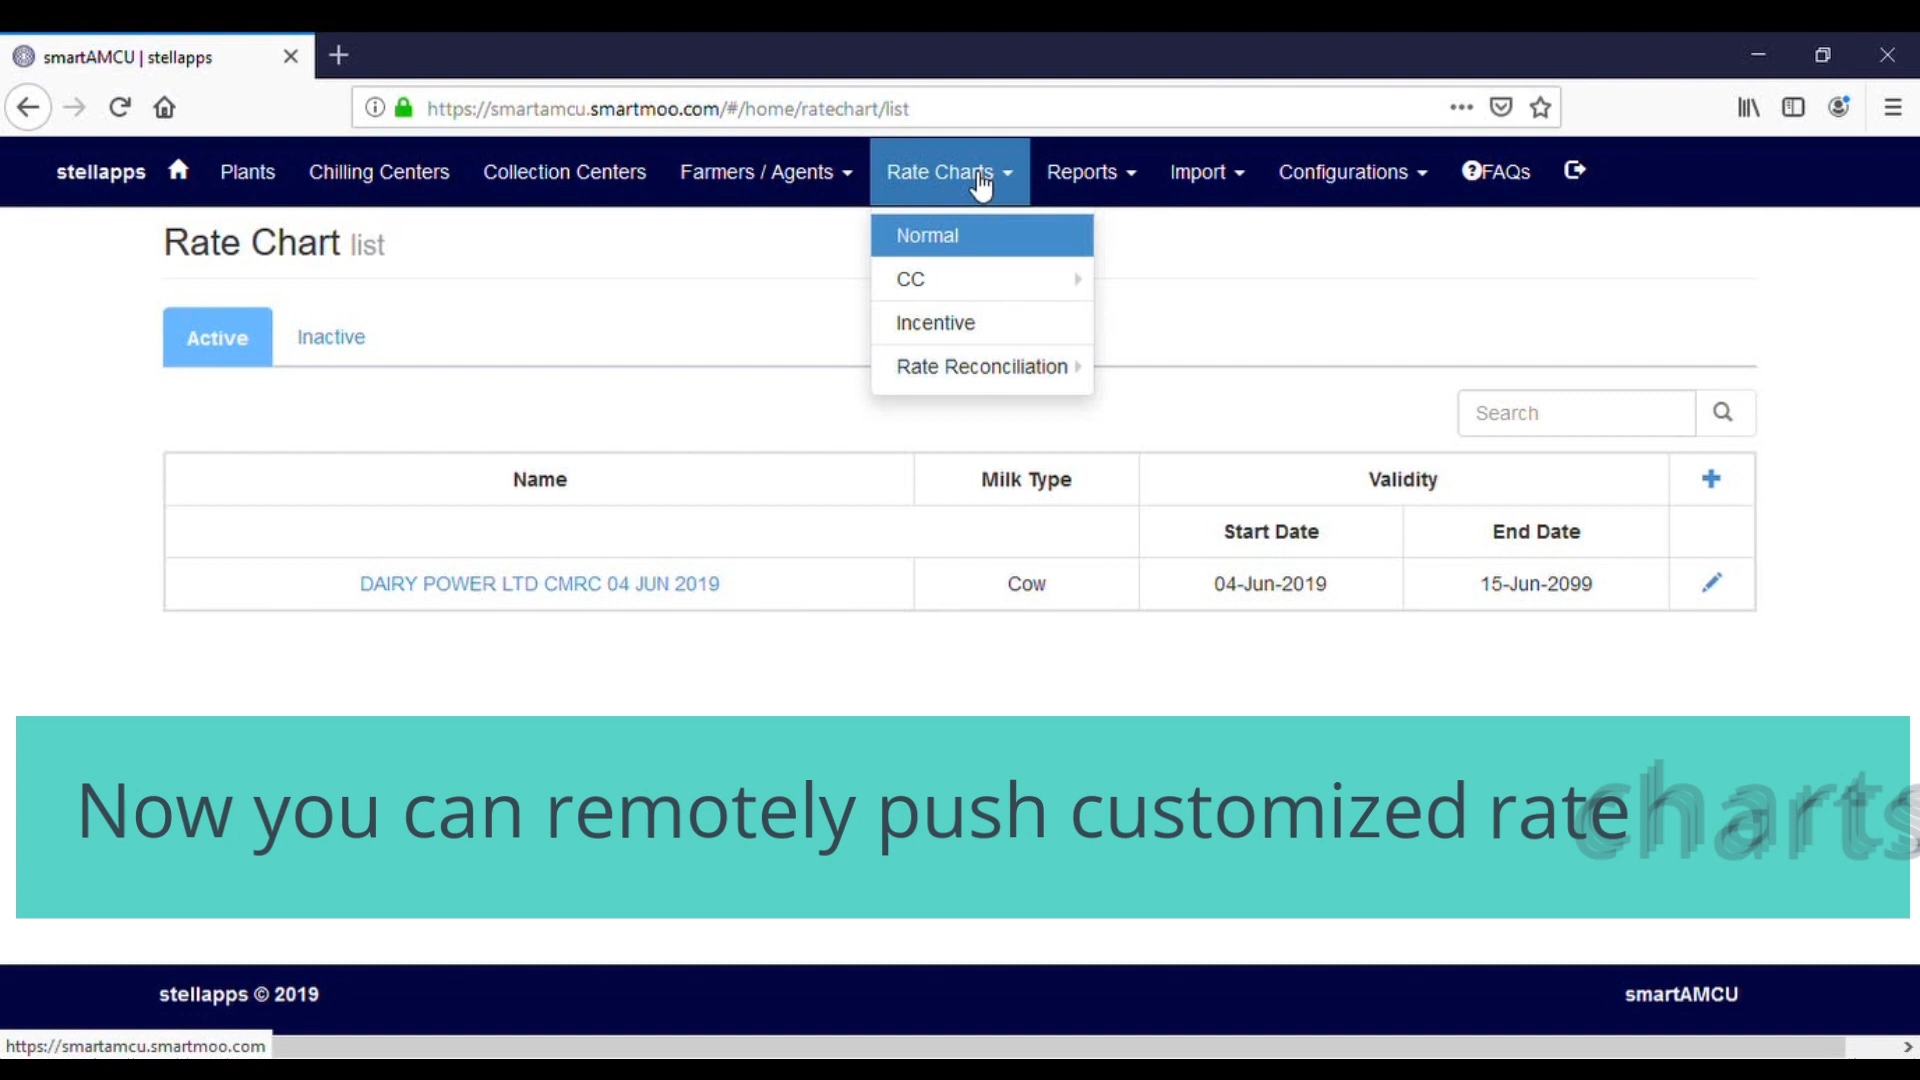 smartAMCU | stellapps
https://smartamcu.smartmoo.com/#/home/ratechart/list
stellapps Plants Chilling Centers Collection Centers Farmers / Agents Rate Charts Reports Import Configurations FAQs
Rate Chart list
Normal
CC
Incentive
Rate Reconciliation
Active Inactive
Search
Name Milk Type Validity
Start Date End Date
DAIRY POWER LTD CMRC 04 JUN 2019 Cow 04-Jun-2019 15-Jun-2099
Now you can remotely push customized rate charts
stellapps © 2019 smartAMCU
https://smartamcu.smartmoo.com